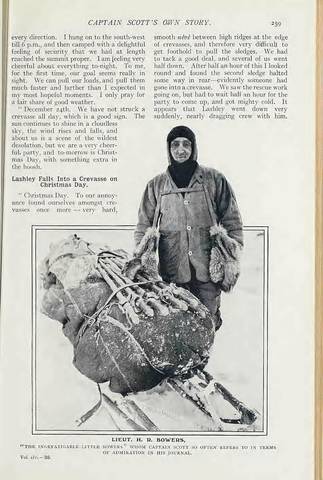 CAPTAIN SCOTT'S OWN STORY.
259
every direction. I hung on to the south-west
till 6 p.m., and then camped with a delightful
feeling of security that we had at length
reached the summit proper. I am feeling very
cheerful about everything to-night. To me,
for the first time, our goal seems really in
sight. We can pull our loads, and pull them
much faster and farther than I expected in
my most hopeful moments. I only pray for
a fair share of good weather.
" December 24th. We have not struck a
crevasse all day, which is a good sign. The
sun continues to shine in a cloudless
sky, the wind rises and falls, and
about us is a scene of the wildest
desolation, but we are a very cheer-
ful party, and to-morrow is Christ-
mas Day, with something extra in
the hoosh.
Lashley Falls Into a Crevasse on
Christmas Day.
" Christmas Day. To our annoy-
ance found ourselves amongst cre-
vasses once more — very hard,
smooth névé between high ridges at the edge
of crevasses, and therefore very difficult to
get foothold to pull the sledges. We had
to tack a good deal, and several of us went
half down. After half an hour of this I looked
round and found the second sledge halted
some way in rear—evidently someone had
gone into a crevasse. We saw the rescue work
going on, but had to wait half an hour for the
party to come up, and got mighty cold. It
appears that Lashley went down very
suddenly, nearly dragging crew with him.
LIEUT. H. R. BOWERS,
"THE INDEFATIGABLE LITTLE BOWERS" WHOM CAPTAIN SCOTT SO OFTEN REFERS TO IN TERMS
OF ADMIRATION IN HIS JOURNAL.
Vol. xlvi.—36.